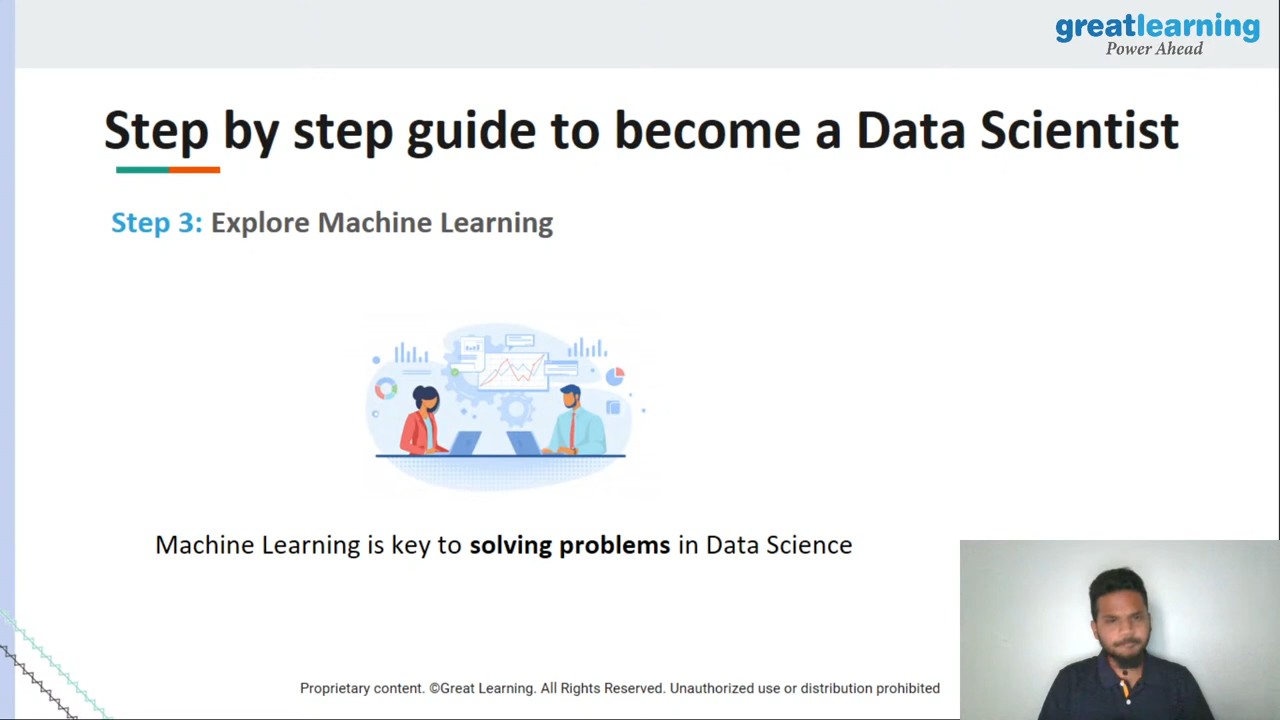 greatlearning
Power Ahead
Step by step guide to become a Data Scientist
Step 3: Explore Machine Learning
Machine Learning is key to solving problems in Data Science
Proprietary content. ©Great Learning. All Rights Reserved. Unauthorized use or distribution prohibited